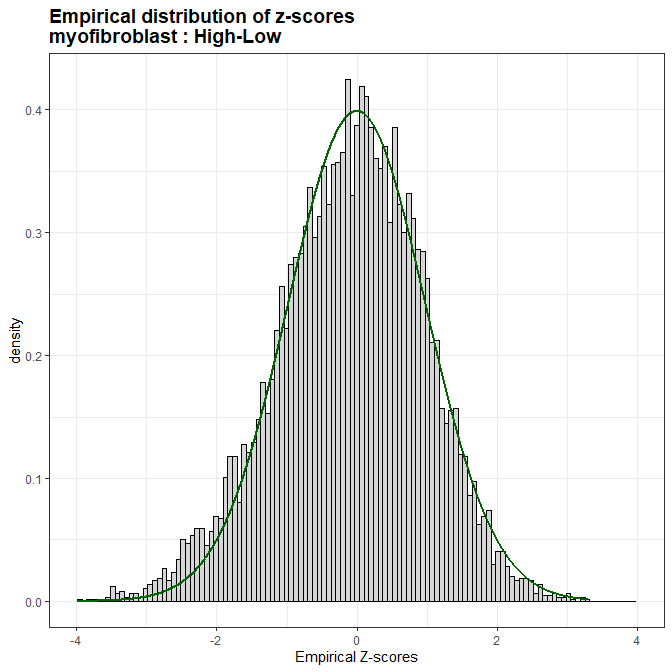 Empirical distribution of z-scores
myofibroblast : High-Low
0.4
0.3
0.2
0.1
0.0
density
-4
-2
0
2
4
Empirical Z-scores